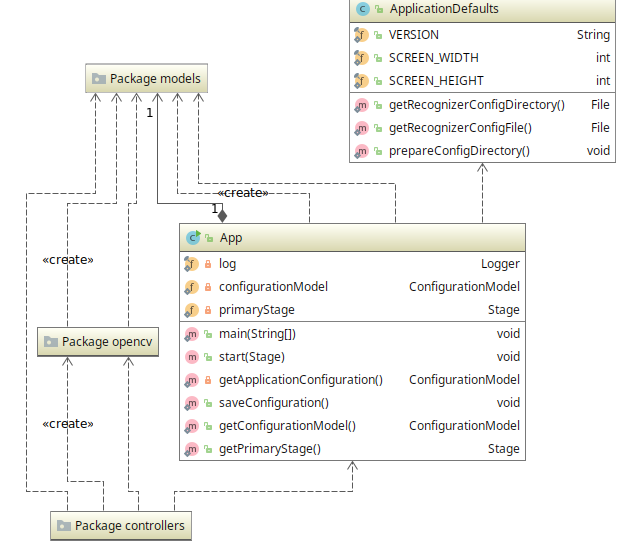 ApplicationDefaults
VERSION String
SCREEN_WIDTH int
SCREEN_HEIGHT int
getRecognizerConfigDirectory() File
getRecognizerConfigFile() File
prepareConfigDirectory() void
Package models
1
«create»
1
App
log Logger
configurationModel ConfigurationModel
primaryStage Stage
main(String[]) void
start(Stage) void
getApplicationConfiguration() ConfigurationModel
saveConfiguration() void
getConfigurationModel() ConfigurationModel
getPrimaryStage() Stage
«create»
Package opencv
«create»
Package controllers